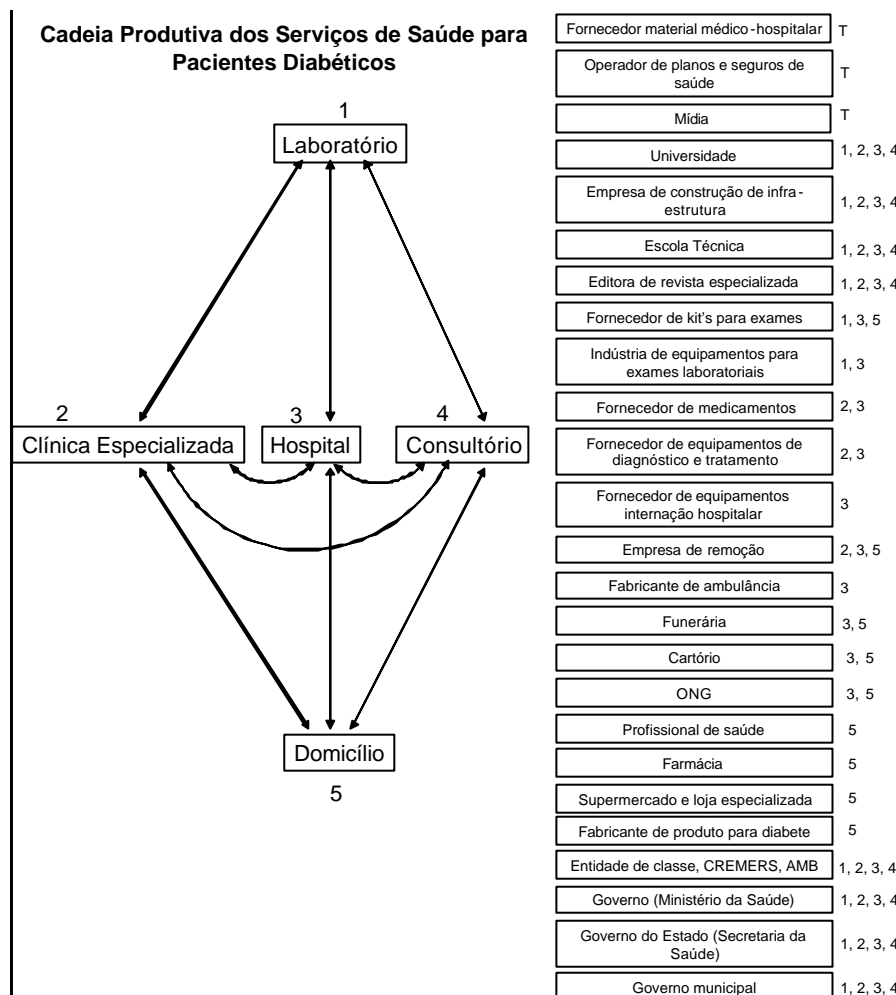 Cadeia Produtiva dos Serviços de Saúde para
Pacientes Diabéticos
1
Laboratório
2
Clínica Especializada
3
Hospital
4
Consultório
Domicílio
5
Fornecedor material médico-hospitalar T
Operador de planos e seguros de
saúde T
Mídia T
Universidade 1, 2, 3, 4
Empresa de construção de infra-
estrutura 1, 2, 3, 4
Escola Técnica 1, 2, 3, 4
Editora de revista especializada 1, 2, 3, 4
Fornecedor de kit's para exames 1, 3, 5
Indústria de equipamentos para
exames laboratoriais 1, 3
Fornecedor de medicamentos 2, 3
Fornecedor de equipamentos de
diagnóstico e tratamento 2, 3
Fornecedor de equipamentos
internação hospitalar 3
Empresa de remoção 2, 3, 5
Fabricante de ambulância 3
Funerária 3, 5
Cartório 3, 5
ONG 3, 5
Profissional de saúde 5
Farmácia 5
Supermercado e loja especializada 5
Fabricante de produto para diabete 5
Entidade de classe, CREMERS, AMB 1, 2, 3, 4
Governo (Ministério da Saúde) 1, 2, 3, 4
Governo do Estado (Secretaria da
Saúde) 1, 2, 3, 4
Governo municipal 1, 2, 3, 4